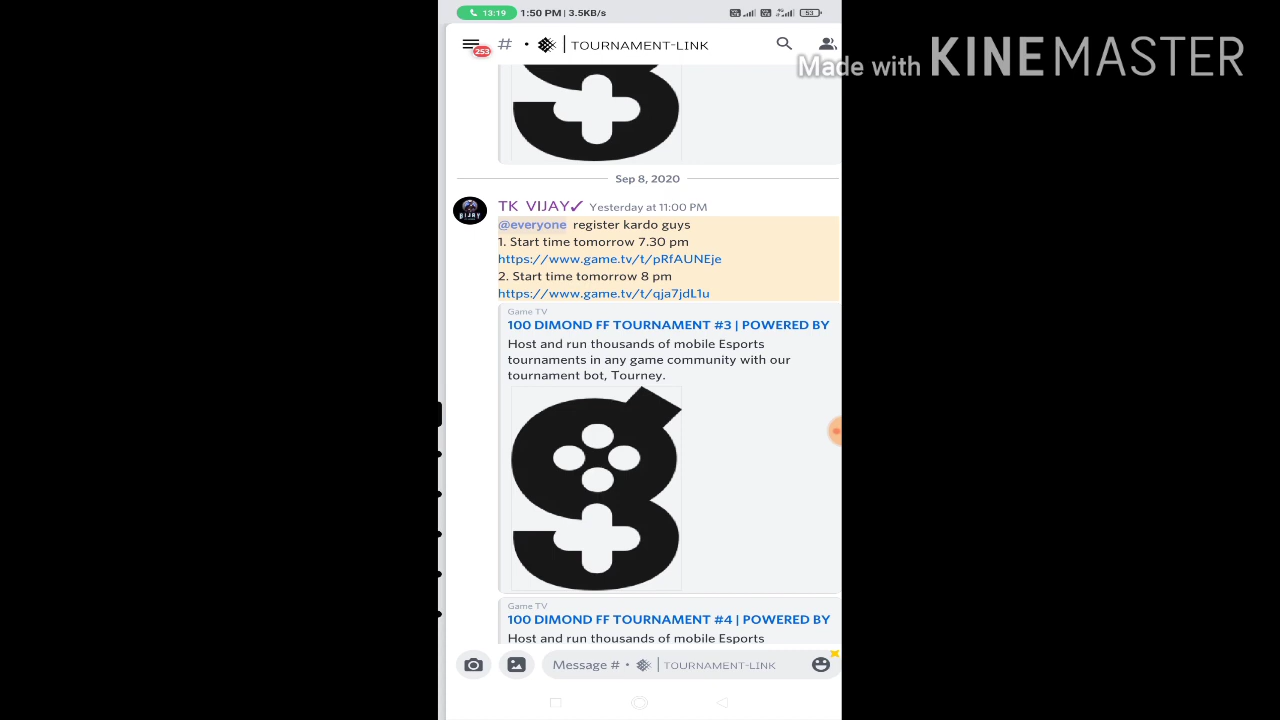 13:19 1:50 PM | 3.5KB/s 53
253 # • | TOURNAMENT-LINK
Made with KINEMASTER
Sep 8, 2020
TK VIJAY✓ Yesterday at 11:00 PM
@everyone register kardo guys
1. Start time tomorrow 7.30 pm
https://www.game.tv/t/pRfAUNEje
2. Start time tomorrow 8 pm
https://www.game.tv/t/qja7jdL1u
Game TV
100 DIMOND FF TOURNAMENT #3 | POWERED BY
Host and run thousands of mobile Esports
tournaments in any game community with our
tournament bot, Tourney.
Game TV
100 DIMOND FF TOURNAMENT #4 | POWERED BY
Host and run thousands of mobile Esports
Message # • | TOURNAMENT-LINK